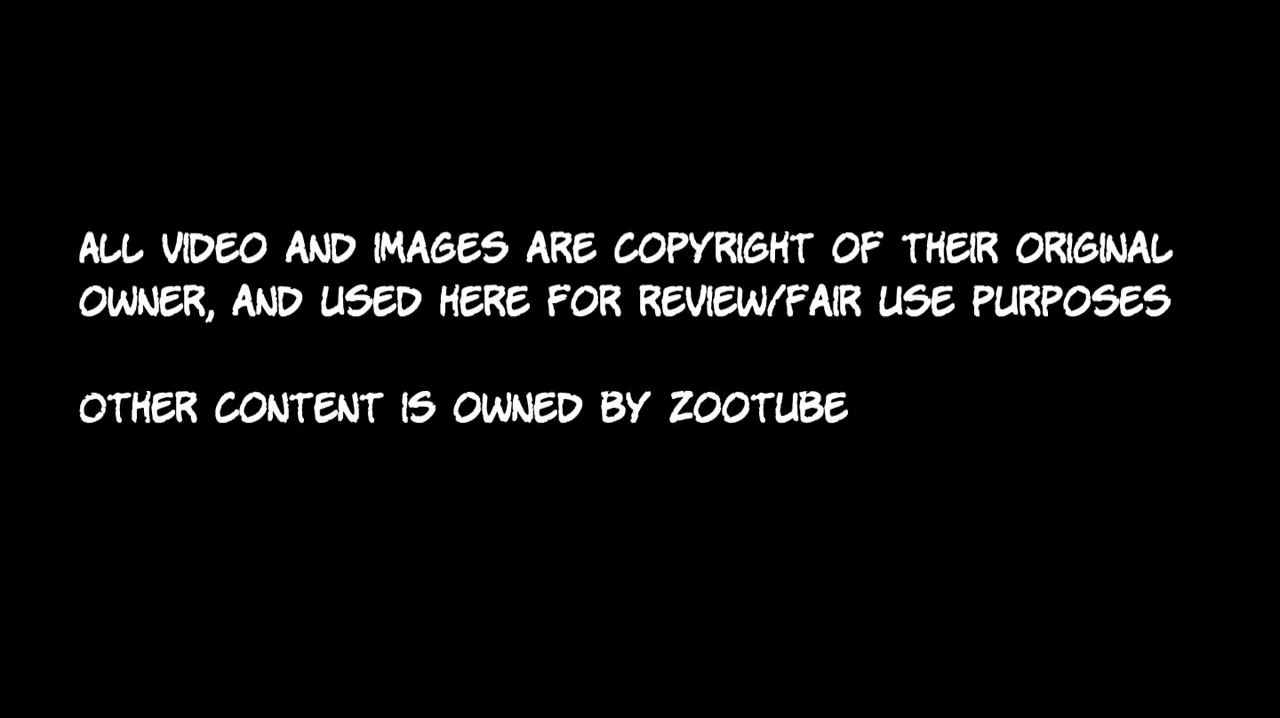 ALL VIDEO AND IMAGES ARE COPYRIGHT OF THEIR ORIGINAL
OWNER, AND USED HERE FOR REVIEW/FAIR USE PURPOSES
OTHER CONTENT IS OWNED BY ZOOTUBE